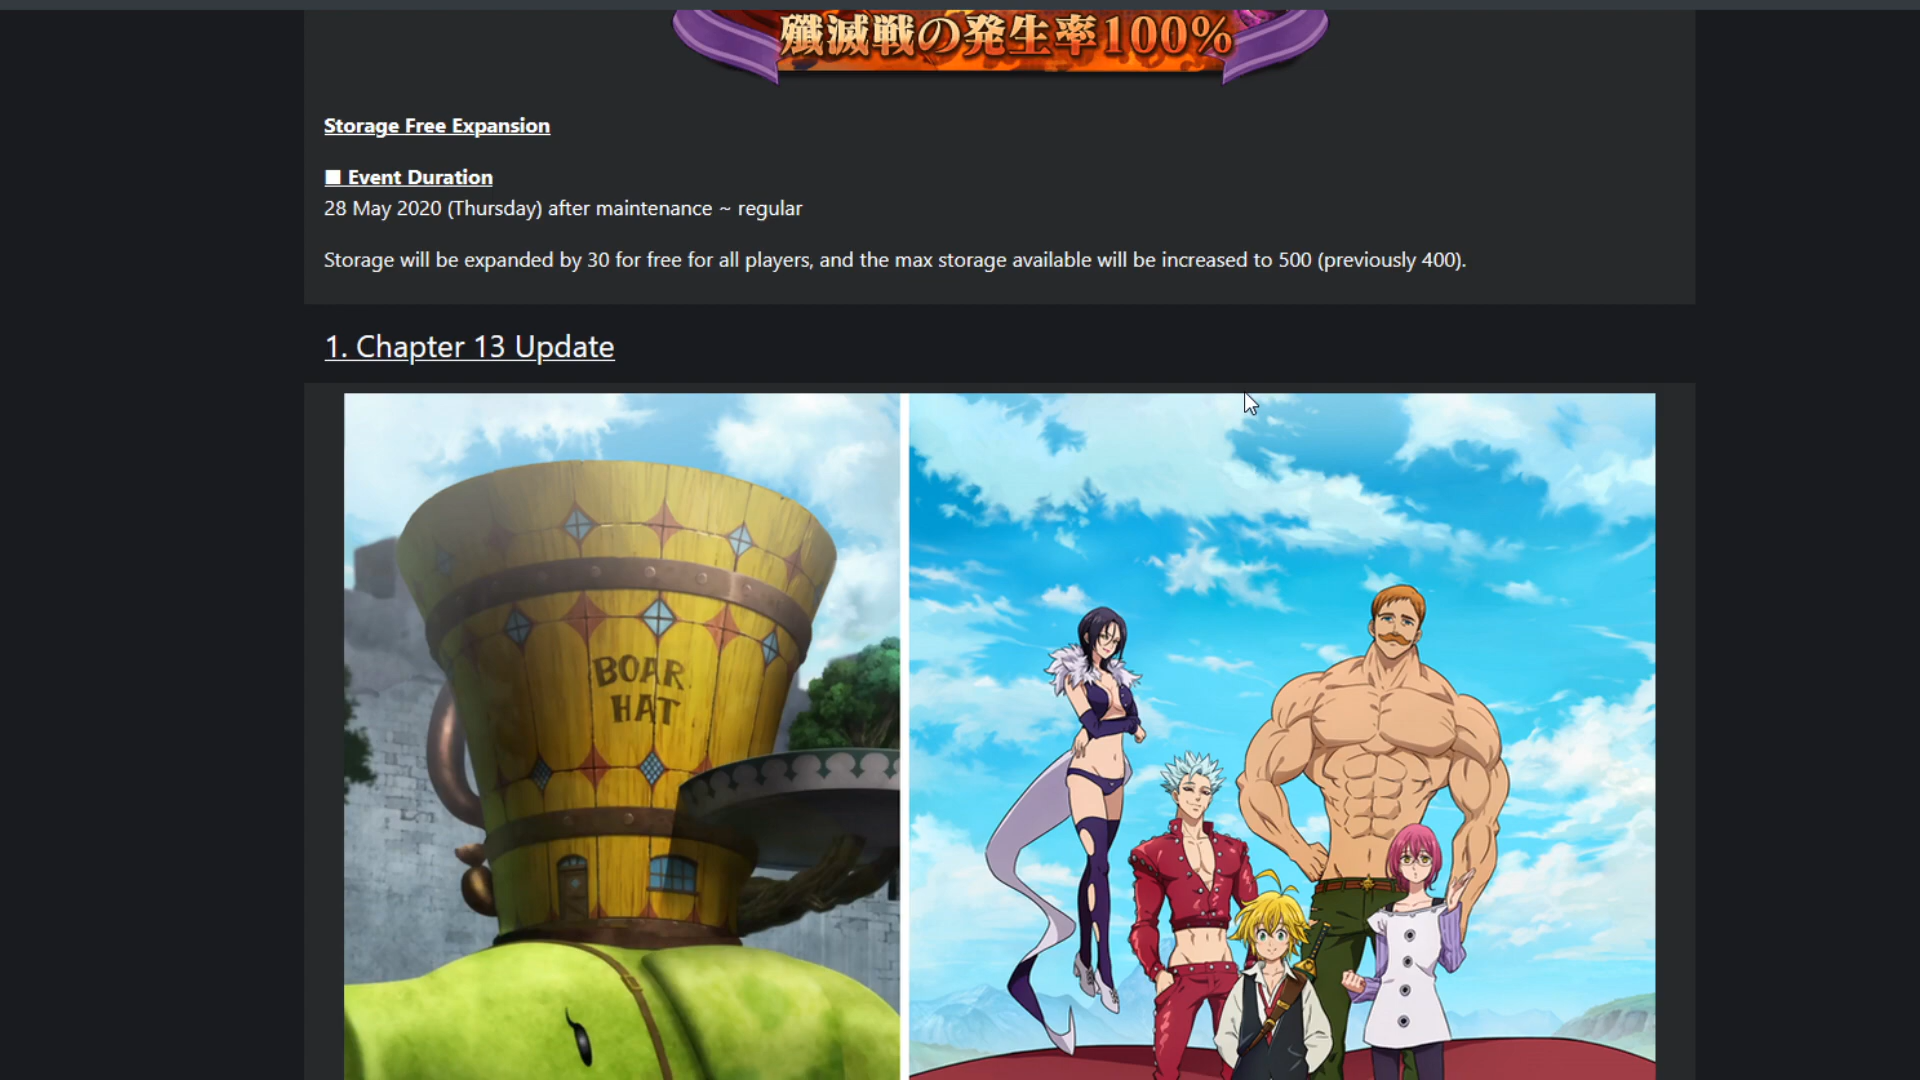 殲滅戦の発生率100%
Storage Free Expansion
■ Event Duration
28 May 2020 (Thursday) after maintenance ~ regular
Storage will be expanded by 30 for free for all players, and the max storage available will be increased to 500 (previously 400).
1. Chapter 13 Update
BOAR
HAT